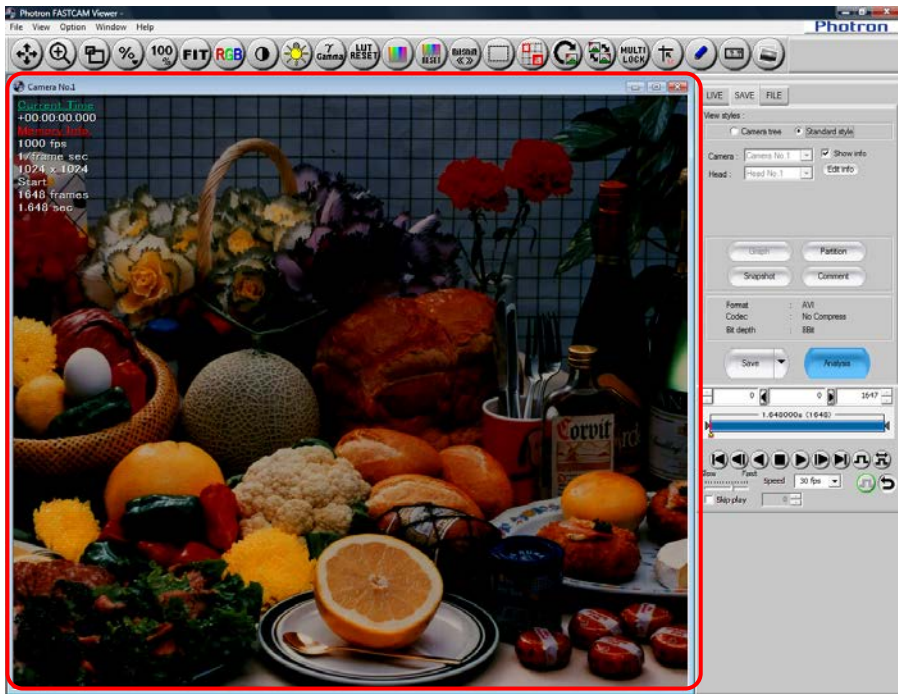 Photron FASTCAM Viewer -
File View Option Window Help
Photron
% 100 % FIT RGB γ Gamma LUT RESET RESET MULTI LOCK
Camera No.1
Current Time
+00:00:00.000
Memory Info.
1000 fps
1/frame sec
1024 x 1024
Start
1648 frames
1.648 sec
Corvit
LIVE SAVE FILE
View styles :
Camera tree Standard style
Camera : Camera No.1 Show info
Head : Head No.1 Edit info
Graph Partition
Snapshot Comment
Format : AVI
Codec : No Compress
Bit depth : 8Bit
Save Analysis
0 0 1647
1.648000s (1648)
Slow Fast Speed 30 fps
Skip play 0